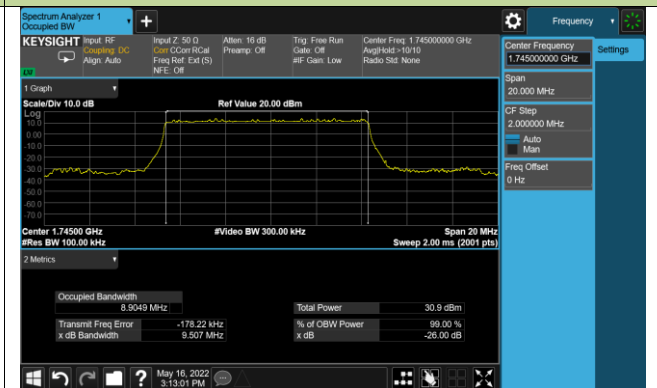 Spectrum Analyzer 1
Occupied BW
+
Frequency
KEYSIGHT
Input: RF
Coupling: DC
Align: Auto
Input Z: 50 Ω
Corr CCorr RCal
Freq Ref: Ext (S)
NFE: Off
Atten: 16 dB
Preamp: Off
Trig: Free Run
Gate: Off
#IF Gain: Low
Center Freq: 1.745000000 GHz
Avg|Hold:>10/10
Radio Std: None
LU
Center Frequency
1.745000000 GHz
Settings
Span
20.000 MHz
CF Step
2.000000 MHz
Auto
Man
Freq Offset
0 Hz
1 Graph
Scale/Div 10.0 dB
Ref Value 20.00 dBm
Log
10.0
0.00
-10.0
-20.0
-30.0
-40.0
-50.0
-60.0
-70.0
Center 1.74500 GHz
#Video BW 300.00 kHz
Span 20 MHz
#Res BW 100.00 kHz
Sweep 2.00 ms (2001 pts)
2 Metrics
Occupied Bandwidth
8.9049 MHz
Total Power
30.9 dBm
Transmit Freq Error
-178.22 kHz
% of OBW Power
99.00 %
x dB Bandwidth
9.507 MHz
x dB
-26.00 dB
?
May 16, 2022
3:13:01 PM